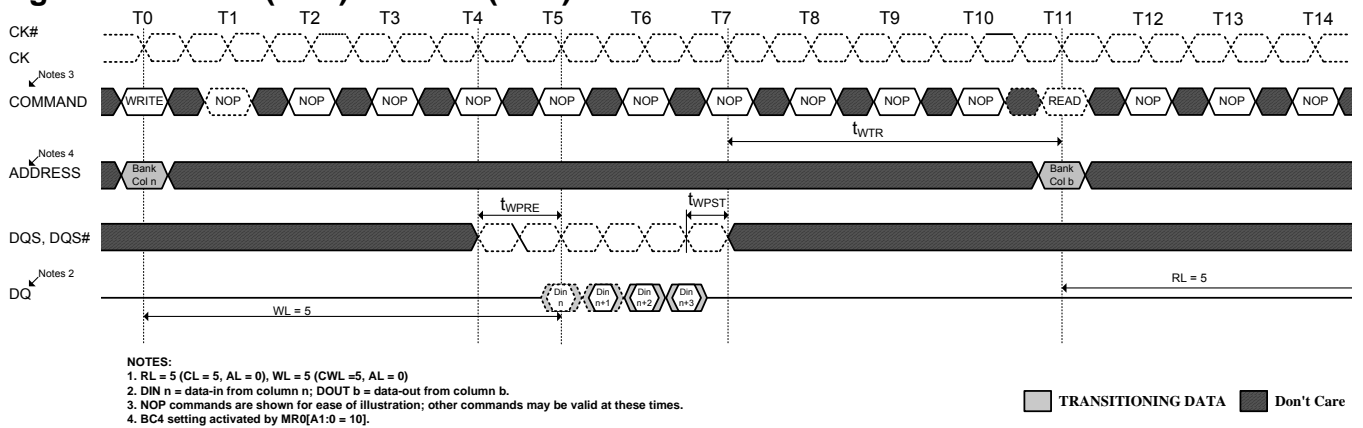 T0 T1 T2 T3 T4 T5 T6 T7 T8 T9 T10 T11 T12 T13 T14
CK#
CK
Notes 3
COMMAND WRITE NOP NOP NOP NOP NOP NOP NOP NOP NOP NOP READ NOP NOP NOP
tWTR
Notes 4
ADDRESS Bank Col n Bank Col b
tWPRE tWPST
DQS, DQS#
Notes 2
DQ Din n Din n+1 Din n+2 Din n+3
RL = 5
WL = 5
NOTES:
1. RL = 5 (CL = 5, AL = 0), WL = 5 (CWL =5, AL = 0)
2. DIN n = data-in from column n; DOUT b = data-out from column b.
3. NOP commands are shown for ease of illustration; other commands may be valid at these times.
4. BC4 setting activated by MR0[A1:0 = 10].
TRANSITIONING DATA Don't Care